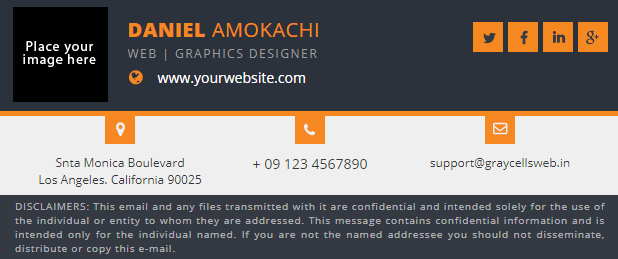 Place your
image here
DANIEL AMOKACHI
WEB | GRAPHICS DESIGNER
www.yourwebsite.com
f
in
g+
Snta Monica Boulevard
Los Angeles. California 90025
+ 09 123 4567890
support@graycellsweb.in
DISCLAIMERS: This email and any files transmitted with it are confidential and intended solely for the use of
the individual or entity to whom they are addressed. This message contains confidential information and is
intended only for the individual named. If you are not the named addressee you should not disseminate,
distribute or copy this e-mail.